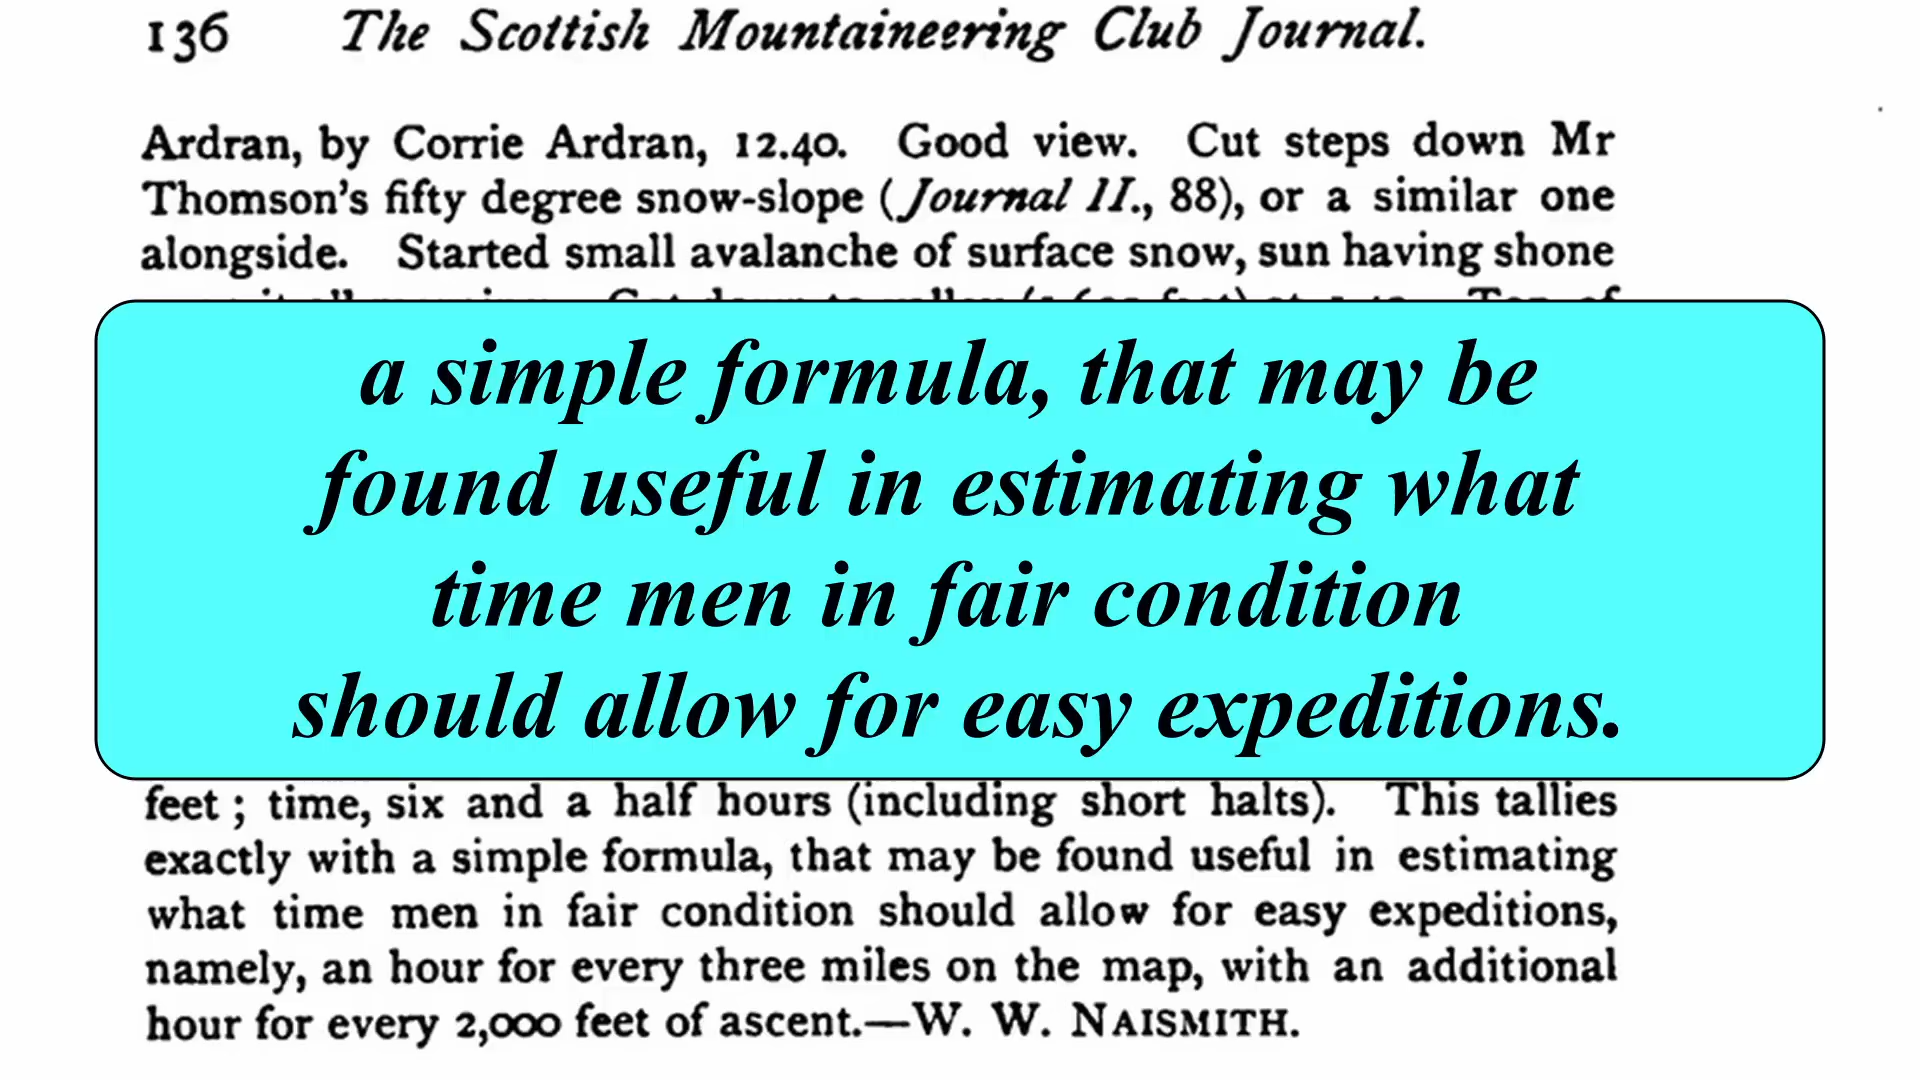 136 The Scottish Mountaineering Club Journal.
Ardran, by Corrie Ardran, 12.40. Good view. Cut steps down Mr
Thomson's fifty degree snow-slope (Journal II., 88), or a similar one
alongside. Started small avalanche of surface snow, sun having shone
a simple formula, that may be
found useful in estimating what
time men in fair condition
should allow for easy expeditions.
feet ; time, six and a half hours (including short halts). This tallies
exactly with a simple formula, that may be found useful in estimating
what time men in fair condition should allow for easy expeditions,
namely, an hour for every three miles on the map, with an additional
hour for every 2,000 feet of ascent.—W. W. NAISMITH.